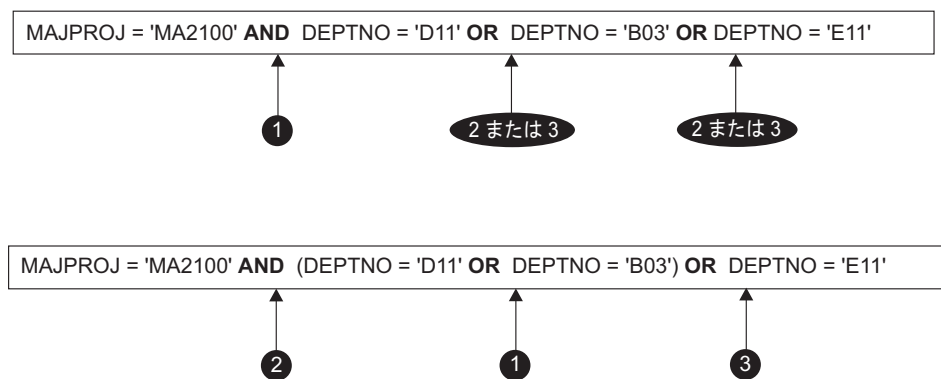 MAJPROJ = 'MA2100' AND DEPTNO = 'D11' OR DEPTNO = 'B03' OR DEPTNO = 'E11'
1 2 または 3 2 または 3
MAJPROJ = 'MA2100' AND (DEPTNO = 'D11' OR DEPTNO = 'B03') OR DEPTNO = 'E11'
2 1 3